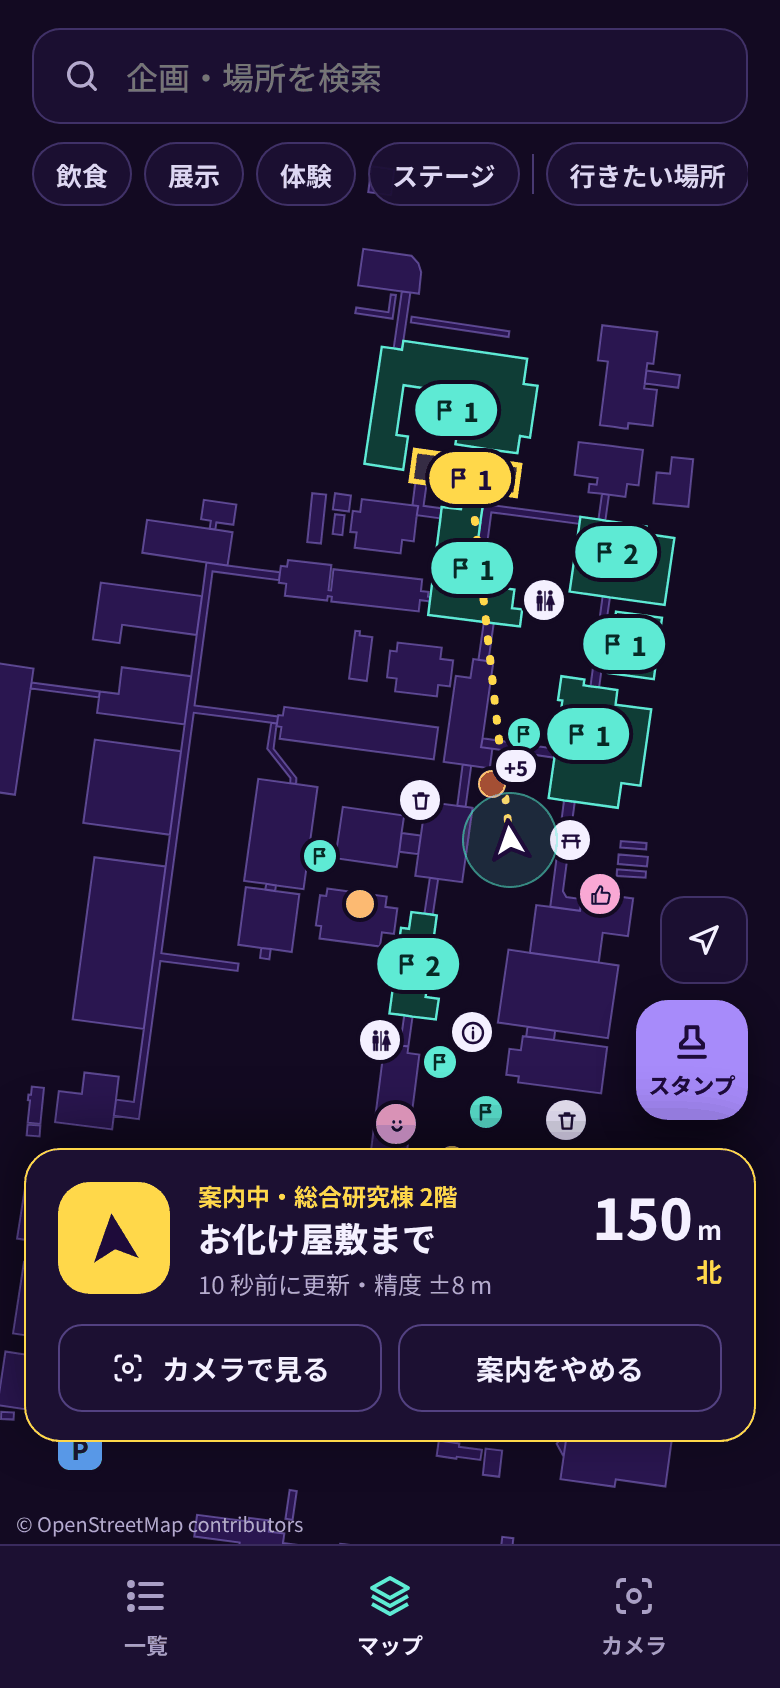 企画・場所を検索
飲食
展示
体験
ステージ
行きたい場所
1
1
1
2
1
1
+5
2
スタンプ
案内中・総合研究棟 2階
お化け屋敷まで
150 m
北
10 秒前に更新・精度 ±8 m
カメラで見る
案内をやめる
P
© OpenStreetMap contributors
一覧
マップ
カメラ